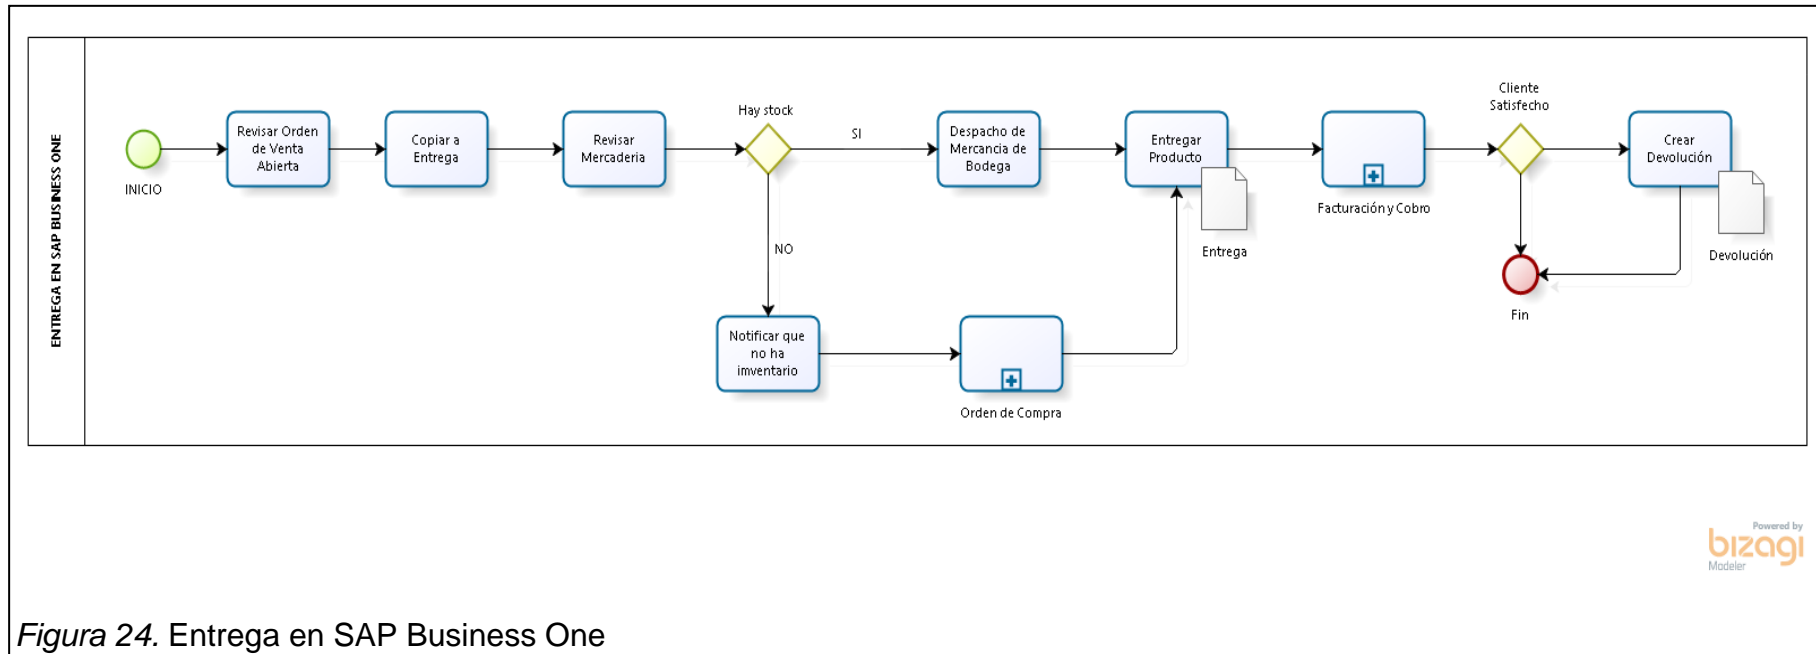 ENTREGA EN SAP BUSINESS ONE
INICIO
Revisar Orden
de Venta
Abierta
Copiar a
Entrega
Revisar
Mercaderia
Hay stock
SI
NO
Despacho de
Mercancia de
Bodega
Entregar
Producto
Entrega
Facturación y Cobro
Cliente
Satisfecho
Crear
Devolución
Devolución
Fin
Notificar que
no ha
imventario
Orden de Compra
Powered by
bizagi
Modeler
Figura 24. Entrega en SAP Business One